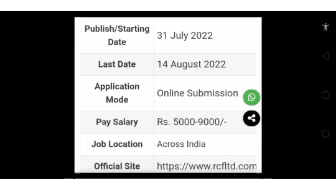 Publish/Starting Date 31 July 2022
Last Date 14 August 2022
Application Mode Online Submission
Pay Salary Rs. 5000-9000/-
Job Location Across India
Official Site https://www.rcfltd.com